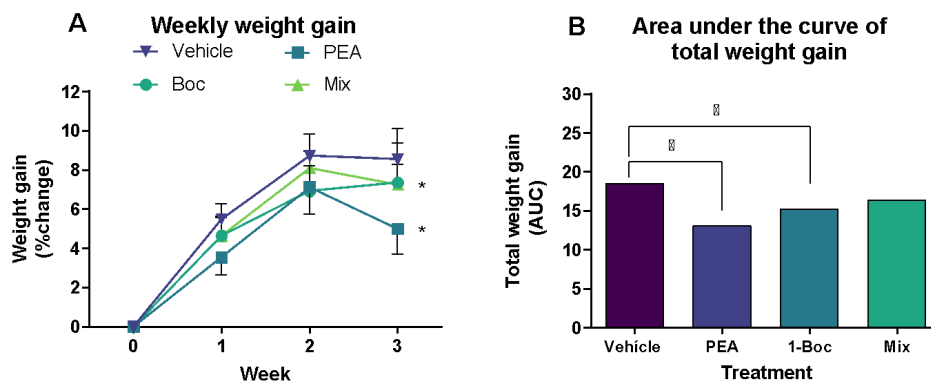 A
Weekly weight gain
Vehicle
PEA
Boc
Mix
Weight gain
(%change)
12
10
8
6
4
2
0
*
*
0 1 2 3
Week
B
Area under the curve of
total weight gain
Total weight gain
(AUC)
30
25
20
15
10
5
0
Vehicle PEA 1-Boc Mix
Treatment